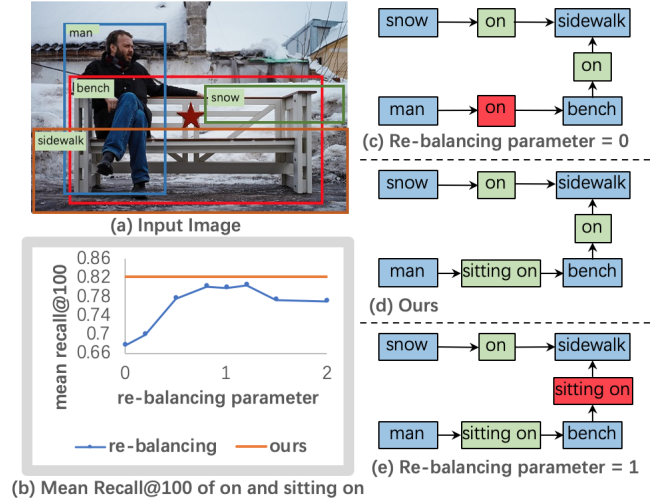 man
bench
snow
sidewalk
(a) Input Image
mean recall@100
0.86
0.82
0.78
0.74
0.7
0.66
0
1
2
re-balancing parameter
re-balancing
ours
(b) Mean Recall@100 of on and sitting on
snow
on
sidewalk
on
man
on
bench
(c) Re-balancing parameter = 0
snow
on
sidewalk
on
man
sitting on
bench
(d) Ours
snow
on
sidewalk
sitting on
man
sitting on
bench
(e) Re-balancing parameter = 1